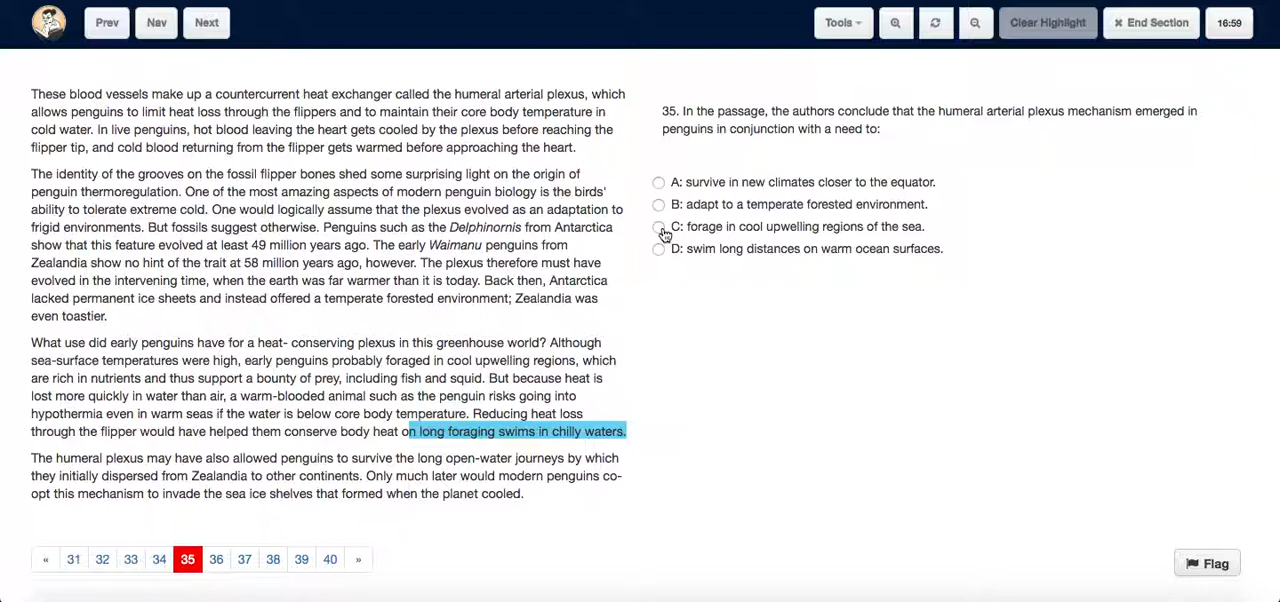 Prev
Nav
Next
Tools
Clear Highlight
✖ End Section
16:59
These blood vessels make up a countercurrent heat exchanger called the humeral arterial plexus, which
allows penguins to limit heat loss through the flippers and to maintain their core body temperature in
cold water. In live penguins, hot blood leaving the heart gets cooled by the plexus before reaching the
flipper tip, and cold blood returning from the flipper gets warmed before approaching the heart.
The identity of the grooves on the fossil flipper bones shed some surprising light on the origin of
penguin thermoregulation. One of the most amazing aspects of modern penguin biology is the birds'
ability to tolerate extreme cold. One would logically assume that the plexus evolved as an adaptation to
frigid environments. But fossils suggest otherwise. Penguins such as the Delphinornis from Antarctica
show that this feature evolved at least 49 million years ago. The early Waimanu penguins from
Zealandia show no hint of the trait at 58 million years ago, however. The plexus therefore must have
evolved in the intervening time, when the earth was far warmer than it is today. Back then, Antarctica
lacked permanent ice sheets and instead offered a temperate forested environment; Zealandia was
even toastier.
What use did early penguins have for a heat- conserving plexus in this greenhouse world? Although
sea-surface temperatures were high, early penguins probably foraged in cool upwelling regions, which
are rich in nutrients and thus support a bounty of prey, including fish and squid. But because heat is
lost more quickly in water than air, a warm-blooded animal such as the penguin risks going into
hypothermia even in warm seas if the water is below core body temperature. Reducing heat loss
through the flipper would have helped them conserve body heat on long foraging swims in chilly waters.
The humeral plexus may have also allowed penguins to survive the long open-water journeys by which
they initially dispersed from Zealandia to other continents. Only much later would modern penguins co-
opt this mechanism to invade the sea ice shelves that formed when the planet cooled.
35. In the passage, the authors conclude that the humeral arterial plexus mechanism emerged in
penguins in conjunction with a need to:
A: survive in new climates closer to the equator.
B: adapt to a temperate forested environment.
C: forage in cool upwelling regions of the sea.
D: swim long distances on warm ocean surfaces.
« 31 32 33 34 35 36 37 38 39 40 »
Flag